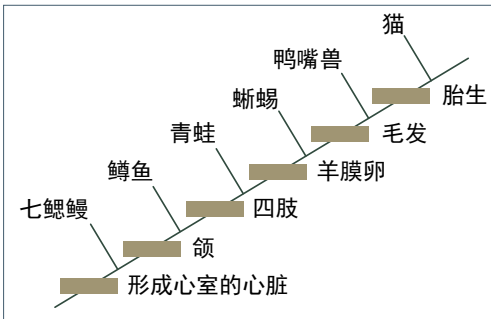 猫
鸭嘴兽
胎生
蜥蜴
毛发
青蛙
羊膜卵
鳟鱼
四肢
七鳃鳗
颌
形成心室的心脏